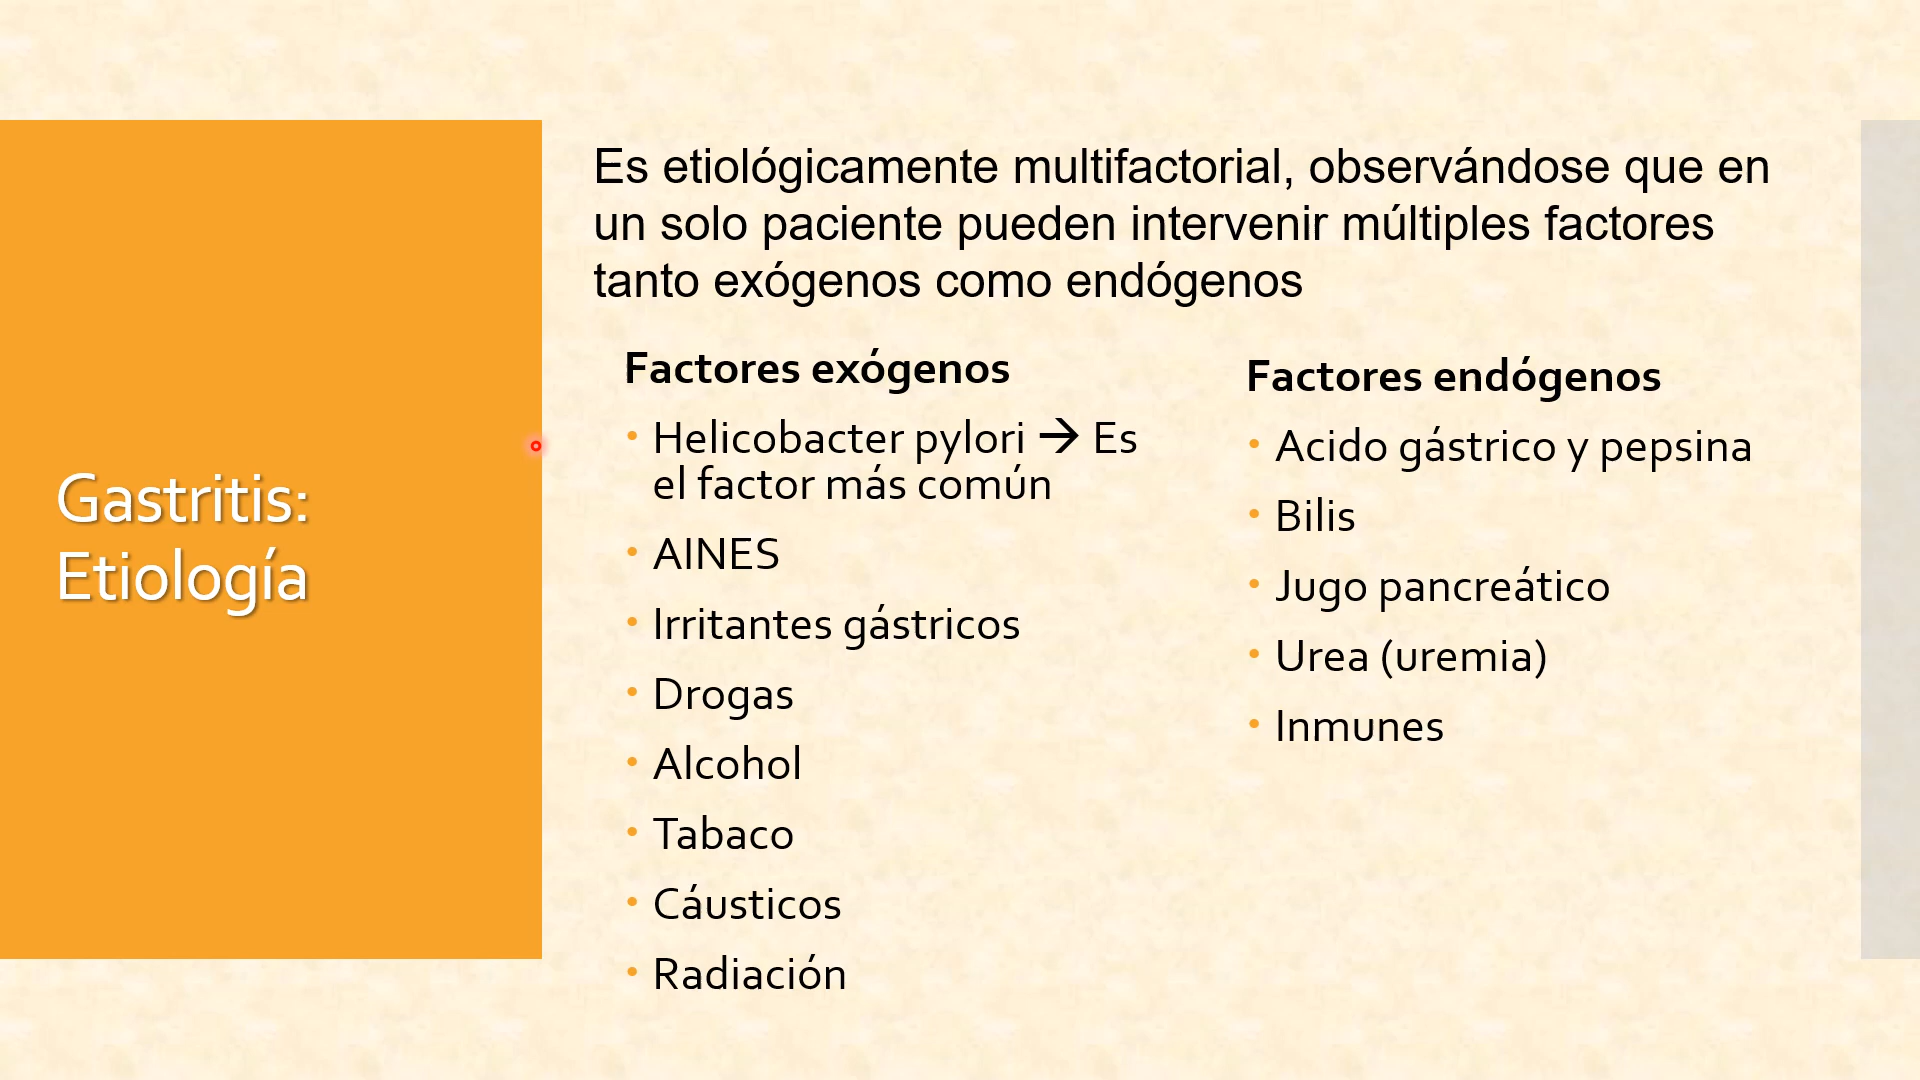 Gastritis:
Etiología
Es etiológicamente multifactorial, observándose que en
un solo paciente pueden intervenir múltiples factores
tanto exógenos como endógenos
Factores exógenos
• Helicobacter pylori → Es
el factor más común
• AINES
• Irritantes gástricos
• Drogas
• Alcohol
• Tabaco
• Cáusticos
• Radiación
Factores endógenos
• Acido gástrico y pepsina
• Bilis
• Jugo pancreático
• Urea (uremia)
• Inmunes